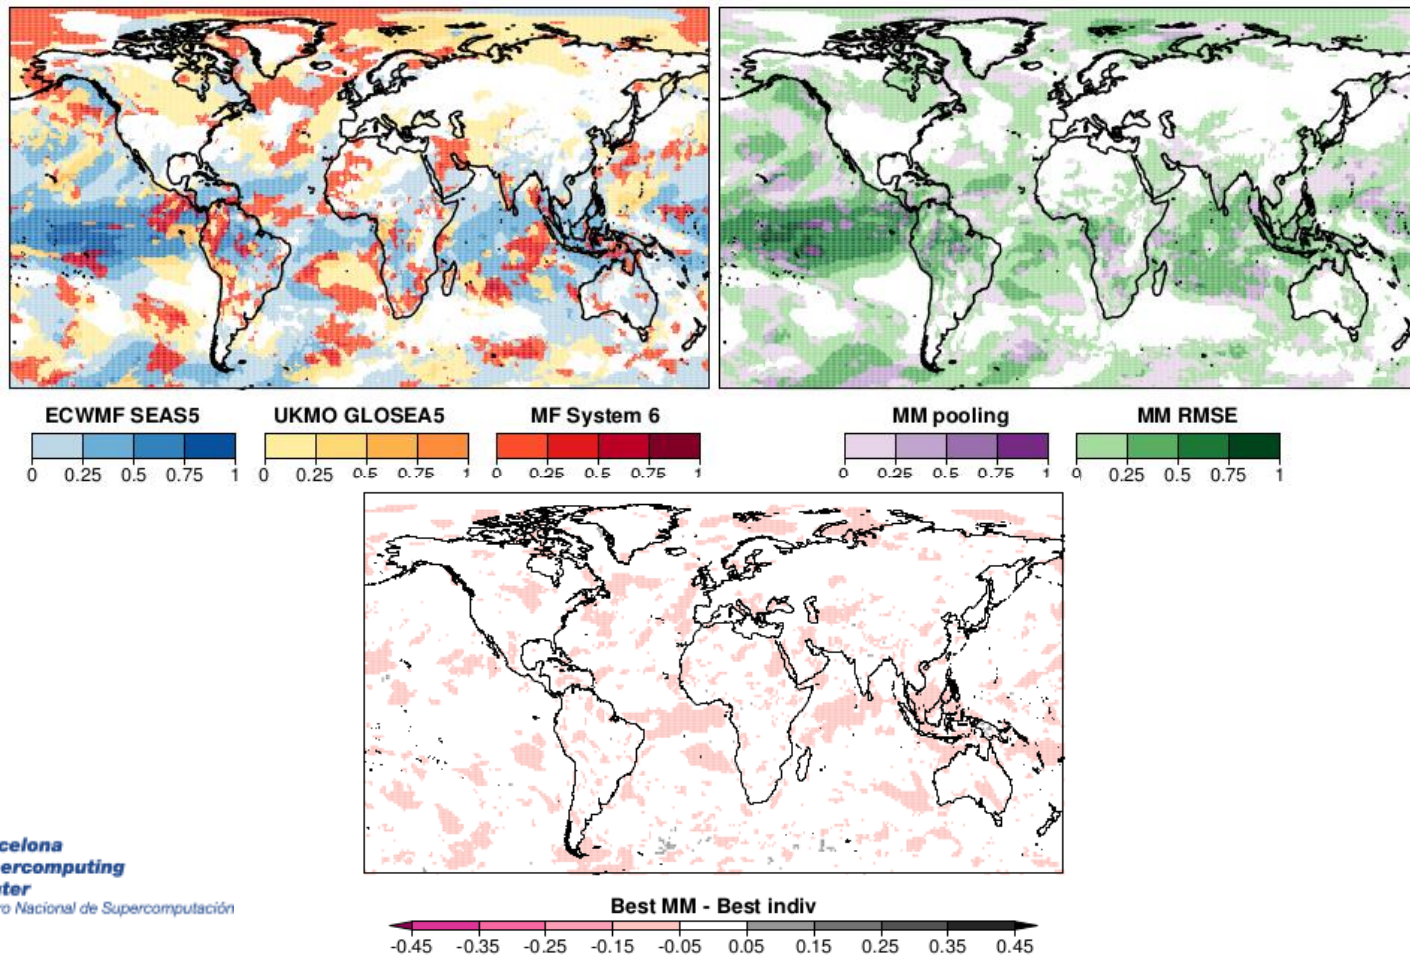 ECWMF SEAS5 UKMO GLOSEA5 MF System 6 MM pooling MM RMSE
0 0.25 0.5 0.75 1 0 0.25 0.5 0.75 1 0 0.25 0.5 0.75 1 0 0.25 0.5 0.75 1 0 0.25 0.5 0.75 1
rcelona
percomputing
nter
ro Nacional de Supercomputación
Best MM - Best indiv
-0.45 -0.35 -0.25 -0.15 -0.05 0.05 0.15 0.25 0.35 0.45